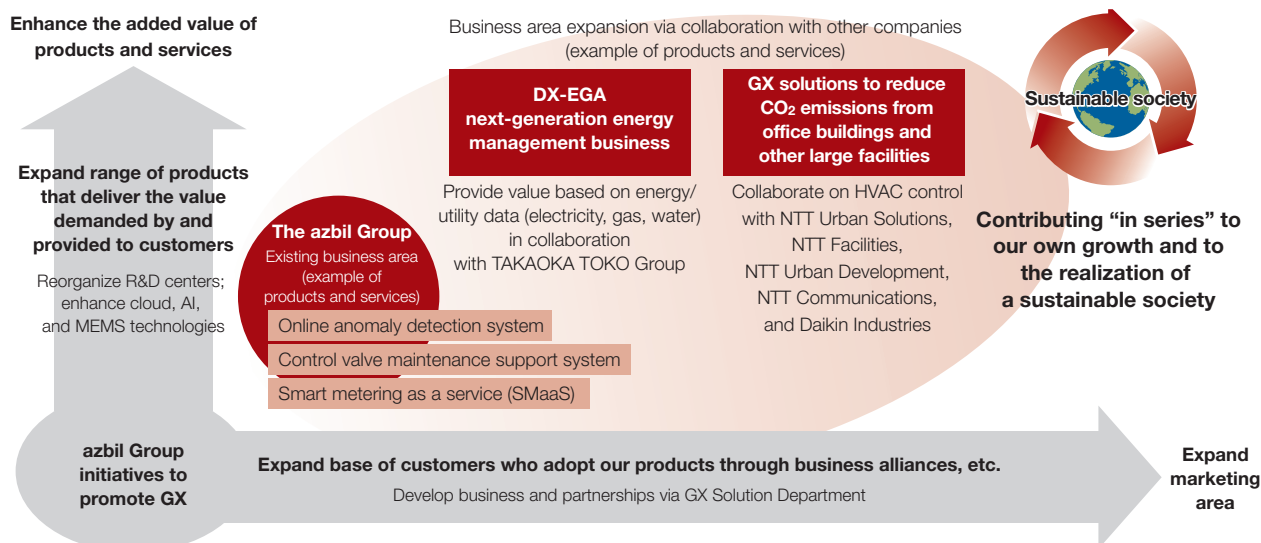 Enhance the added value of
products and services
Expand range of products
that deliver the value
demanded by and
provided to customers
Reorganize R&D centers;
enhance cloud, AI,
and MEMS technologies
azbil Group
initiatives to
promote GX
Business area expansion via collaboration with other companies
(example of products and services)
DX-EGA
next-generation energy
management business
Provide value based on energy/
utility data (electricity, gas, water)
in collaboration
with TAKAOKA TOKO Group
GX solutions to reduce
CO₂ emissions from
office buildings and
other large facilities
Collaborate on HVAC control
with NTT Urban Solutions,
NTT Facilities,
NTT Urban Development,
NTT Communications,
and Daikin Industries
The azbil Group
Existing business area
(example of
products and services)
Online anomaly detection system
Control valve maintenance support system
Smart metering as a service (SMaaS)
Sustainable society
Contributing “in series” to
our own growth and to
the realization of
a sustainable society
Expand base of customers who adopt our products through business alliances, etc.
Develop business and partnerships via GX Solution Department
Expand
marketing
area